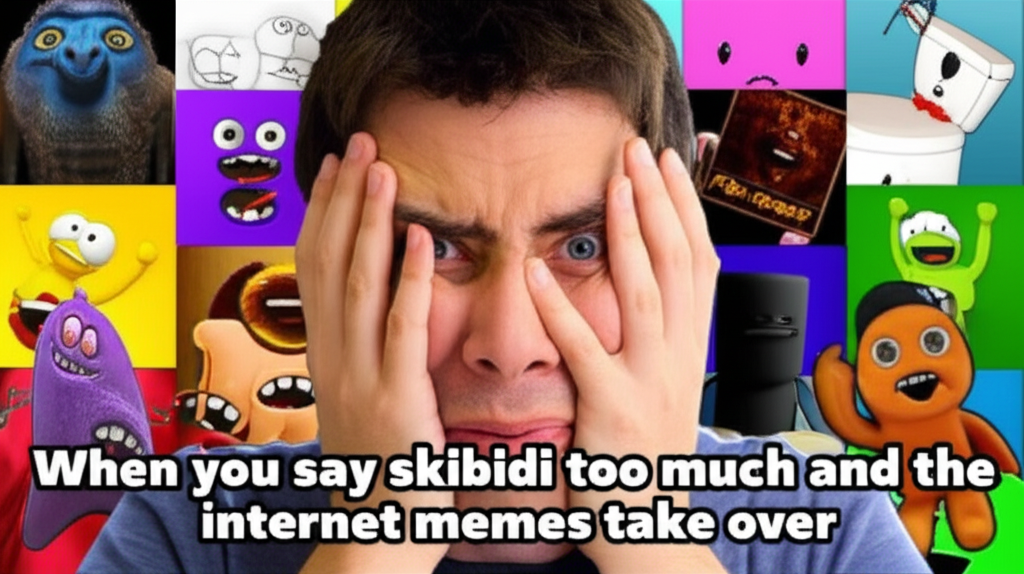 When you say skibidi too much and the
internet memes take over